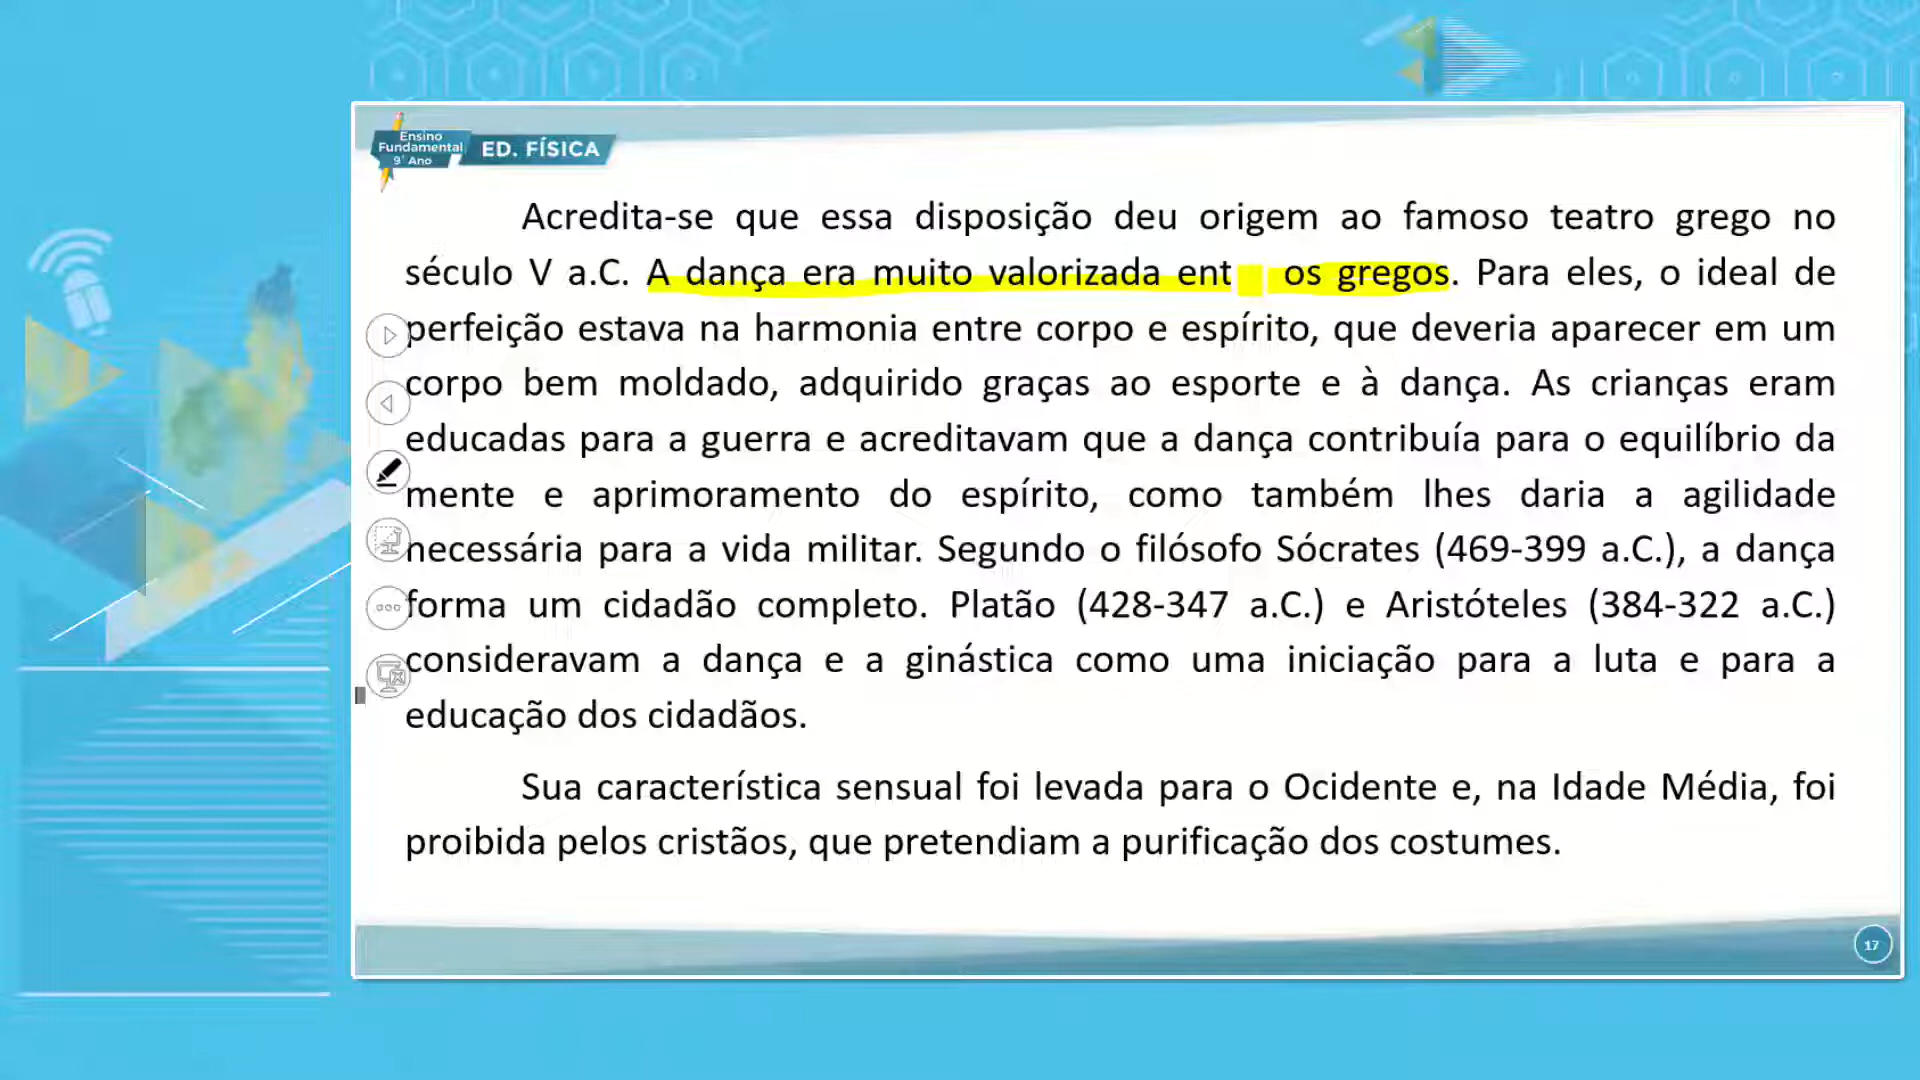 Ensino
Fundamental
9° Ano
ED. FÍSICA
Acredita-se que essa disposição deu origem ao famoso teatro grego no
século V a.C. A dança era muito valorizada ent os gregos. Para eles, o ideal de
perfeição estava na harmonia entre corpo e espírito, que deveria aparecer em um
corpo bem moldado, adquirido graças ao esporte e à dança. As crianças eram
educadas para a guerra e acreditavam que a dança contribuía para o equilíbrio da
mente e aprimoramento do espírito, como também lhes daria a agilidade
necessária para a vida militar. Segundo o filósofo Sócrates (469-399 a.C.), a dança
forma um cidadão completo. Platão (428-347 a.C.) e Aristóteles (384-322 a.C.)
consideravam a dança e a ginástica como uma iniciação para a luta e para a
educação dos cidadãos.
Sua característica sensual foi levada para o Ocidente e, na Idade Média, foi
proibida pelos cristãos, que pretendiam a purificação dos costumes.
17